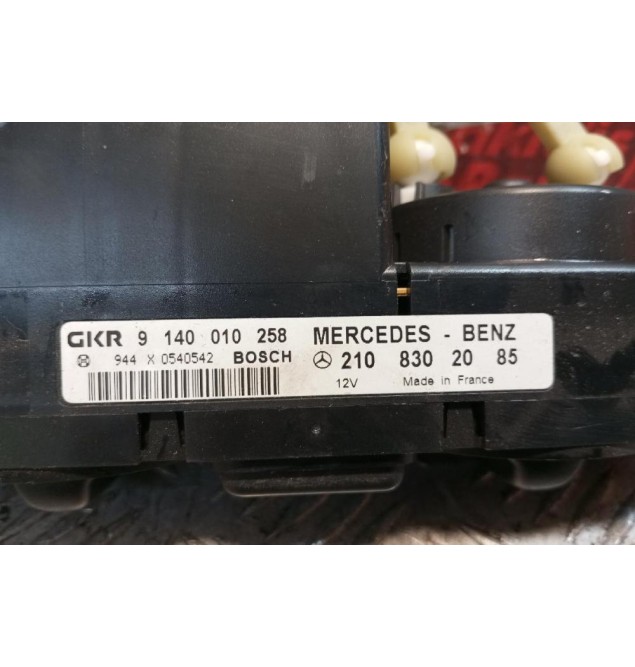 GKR 9 140 010 258 MERCEDES - BENZ
944 X 0540542 BOSCH 210 830 20 85
12V Made in France